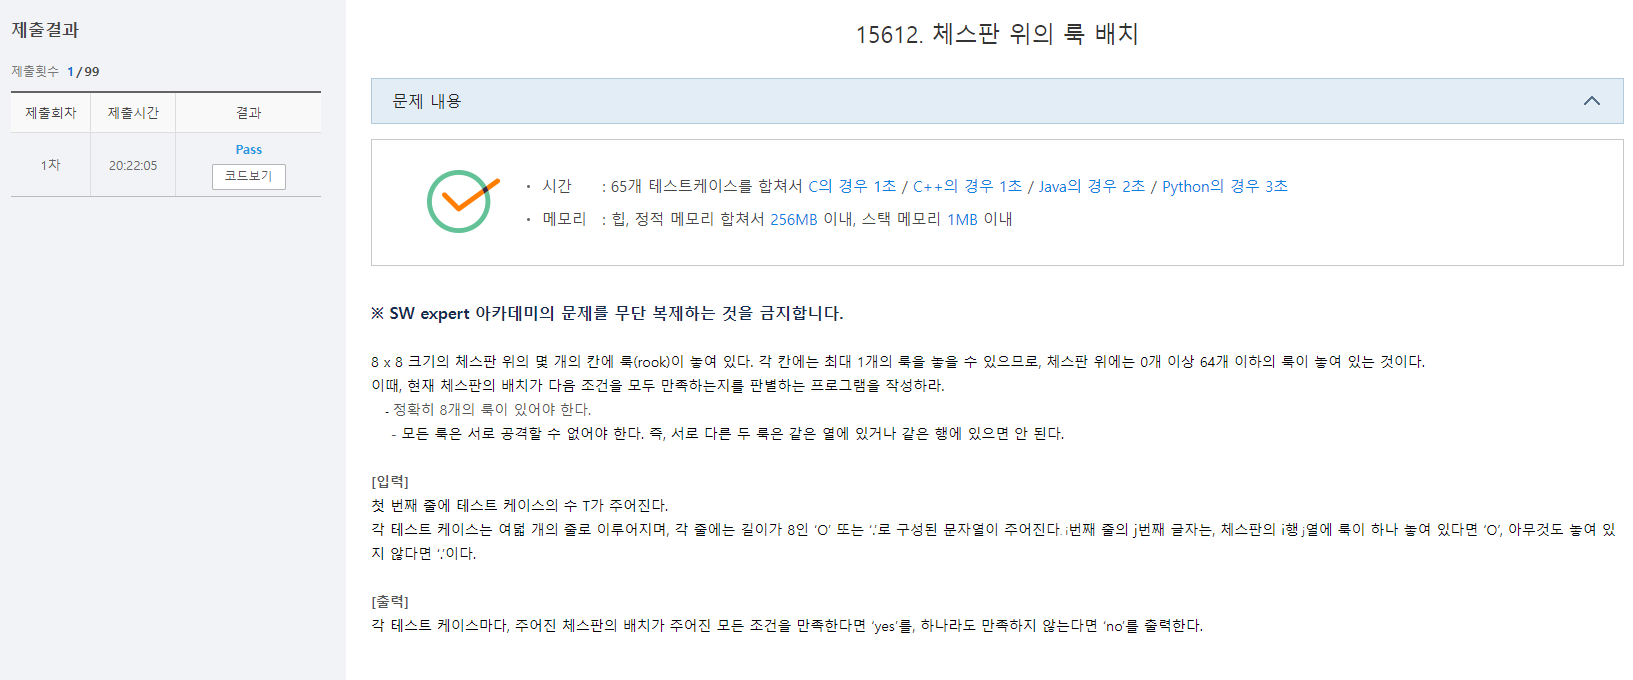 제출결과
제출횟수 1 / 99
제출회차 제출시간 결과
1차 20:22:05 Pass
코드보기
15612. 체스판 위의 룩 배치
문제 내용
· 시간 : 65개 테스트케이스를 합쳐서 C의 경우 1초 / C++의 경우 1초 / Java의 경우 2초 / Python의 경우 3초
· 메모리 : 힙, 정적 메모리 합쳐서 256MB 이내, 스택 메모리 1MB 이내
※ SW expert 아카데미의 문제를 무단 복제하는 것을 금지합니다.
8 x 8 크기의 체스판 위의 몇 개의 칸에 룩(rook)이 놓여 있다. 각 칸에는 최대 1개의 룩을 놓을 수 있으므로, 체스판 위에는 0개 이상 64개 이하의 룩이 놓여 있는 것이다.
이때, 현재 체스판의 배치가 다음 조건을 모두 만족하는지를 판별하는 프로그램을 작성하라.
- 정확히 8개의 룩이 있어야 한다.
- 모든 룩은 서로 공격할 수 없어야 한다. 즉, 서로 다른 두 룩은 같은 열에 있거나 같은 행에 있으면 안 된다.
[입력]
첫 번째 줄에 테스트 케이스의 수 T가 주어진다.
각 테스트 케이스는 여덟 개의 줄로 이루어지며, 각 줄에는 길이가 8인 ‘O’ 또는 ‘.’로 구성된 문자열이 주어진다. i번째 줄의 j번째 글자는, 체스판의 i행 j열에 룩이 하나 놓여 있다면 ‘O’, 아무것도 놓여 있
지 않다면 ‘.’이다.
[출력]
각 테스트 케이스마다, 주어진 체스판의 배치가 주어진 모든 조건을 만족한다면 ‘yes’를, 하나라도 만족하지 않는다면 ‘no’를 출력한다.